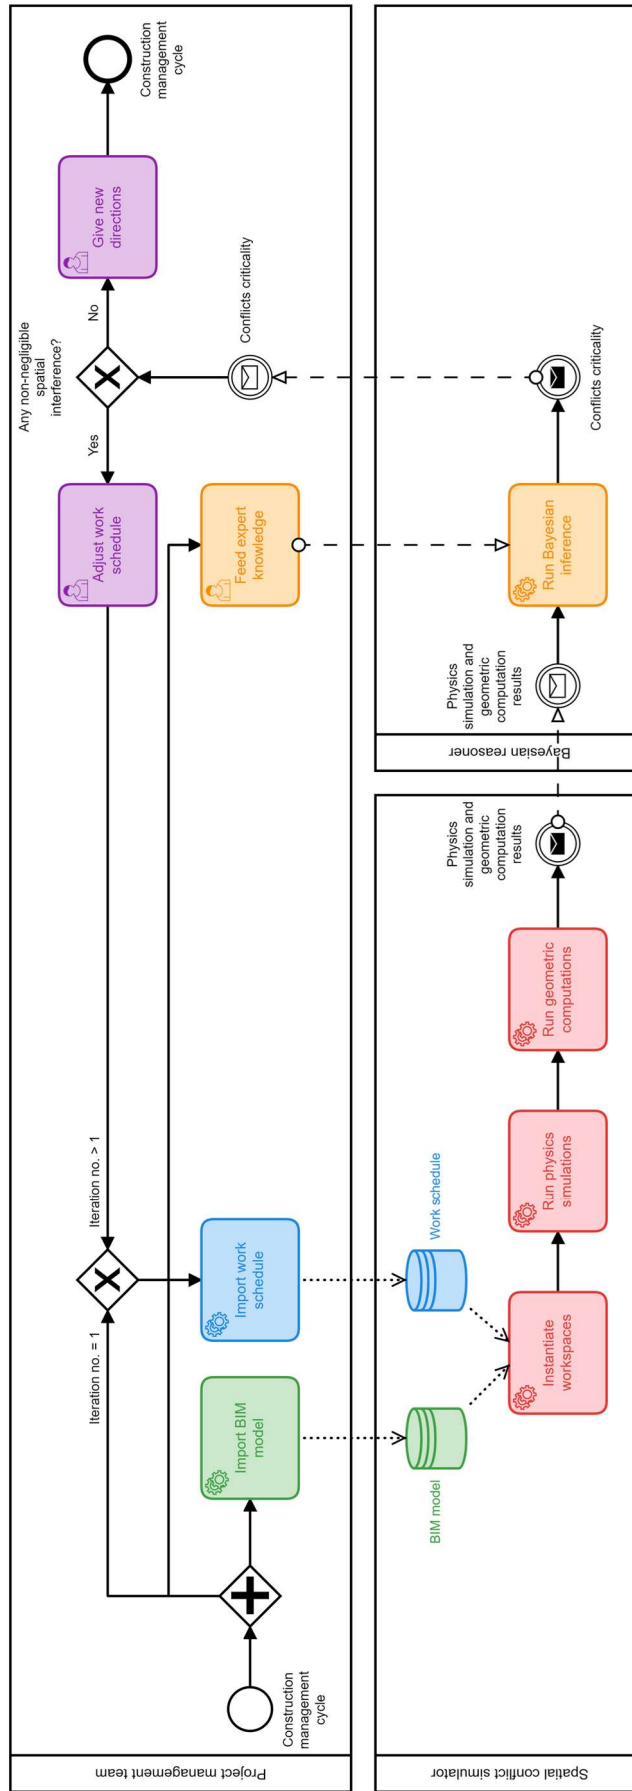 Project management team
Construction
management
cycle
Iteration no. = 1
Import BIM
model
Iteration no. > 1
Import work
schedule
Adjust work
schedule
Feed expert
knowledge
Yes
Any non-negligible
spatial
interference?
No
Conflicts criticality
Give new
directions
Construction
management
cycle
Spatial conflict simulator
BIM model
Work schedule
Instantiate
workspaces
Run physics
simulations
Run geometric
computations
Physics
simulation and
geometric
computation
results
Bayesian reasoner
Physics
simulation and
geometric
computation
results
Run Bayesian
inference
Conflicts criticality